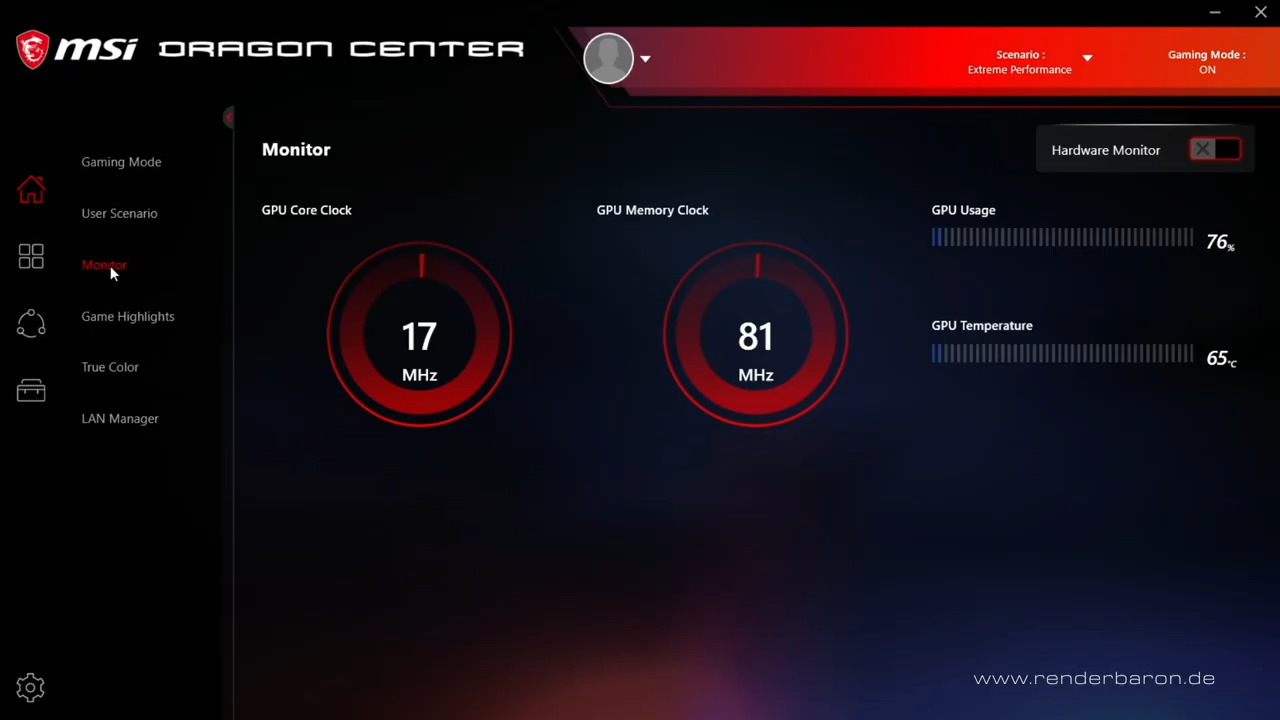 msi DRAGON CENTER
Scenario :
Extreme Performance
Gaming Mode :
ON
Gaming Mode
User Scenario
Monitor
Game Highlights
True Color
LAN Manager
Monitor
Hardware Monitor
GPU Core Clock
17
MHz
GPU Memory Clock
81
MHz
GPU Usage
76%
GPU Temperature
65°C
www.renderbaron.de